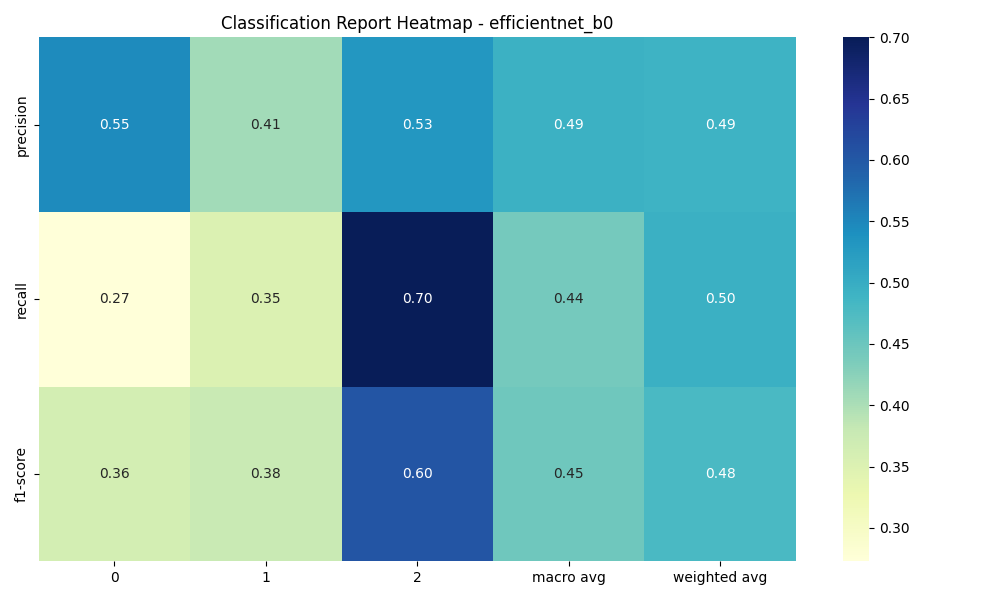 Classification Report Heatmap - efficientnet_b0
precision
0.55 0.41 0.53 0.49 0.49
recall
0.27 0.35 0.70 0.44 0.50
f1-score
0.36 0.38 0.60 0.45 0.48
0 1 2 macro avg weighted avg
0.70
0.65
0.60
0.55
0.50
0.45
0.40
0.35
0.30